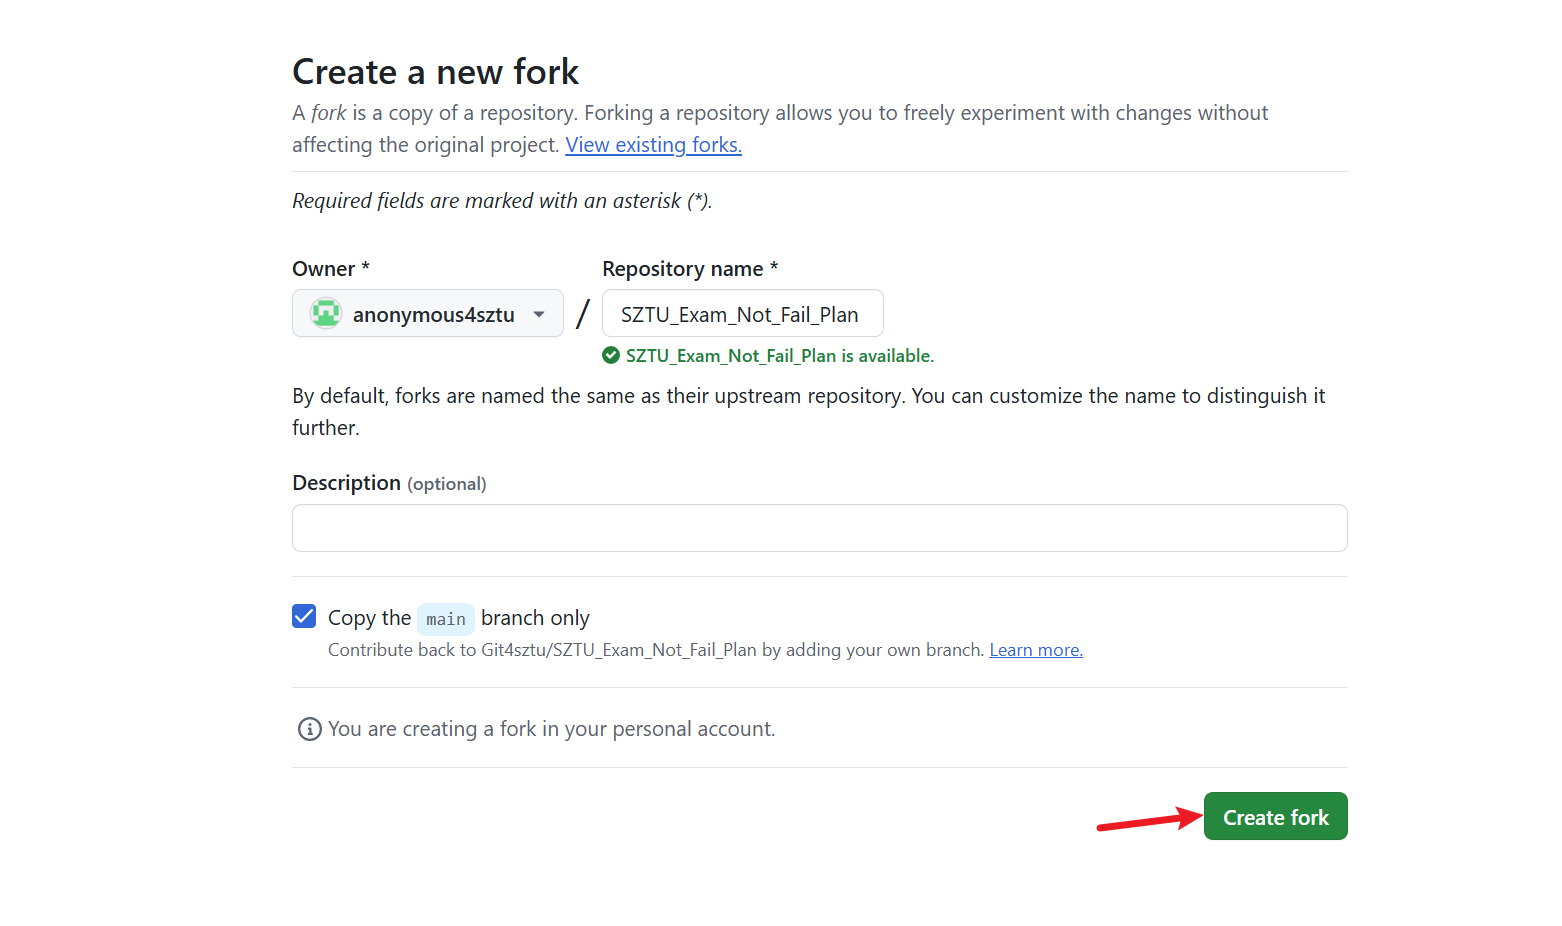 Create a new fork
A fork is a copy of a repository. Forking a repository allows you to freely experiment with changes without
affecting the original project. View existing forks.
Required fields are marked with an asterisk (*).
Owner *
Repository name *
anonymous4sztu / SZTU_Exam_Not_Fail_Plan
SZTU_Exam_Not_Fail_Plan is available.
By default, forks are named the same as their upstream repository. You can customize the name to distinguish it
further.
Description (optional)
Copy the main branch only
Contribute back to Git4sztu/SZTU_Exam_Not_Fail_Plan by adding your own branch. Learn more.
You are creating a fork in your personal account.
Create fork